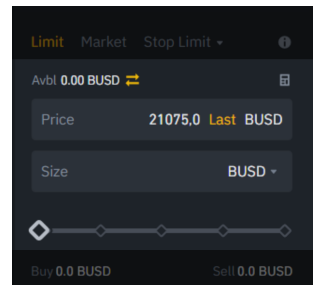 Limit Market Stop Limit
Avbl 0.00 BUSD
Price 21075,0 Last BUSD
Size BUSD
Buy 0.0 BUSD Sell 0.0 BUSD